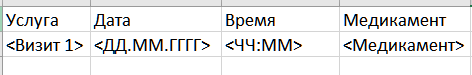 Услуга Дата Время Медикамент
<Визит 1> <ДД.ММ.ГГГГ> <ЧЧ:ММ> <Медикамент>